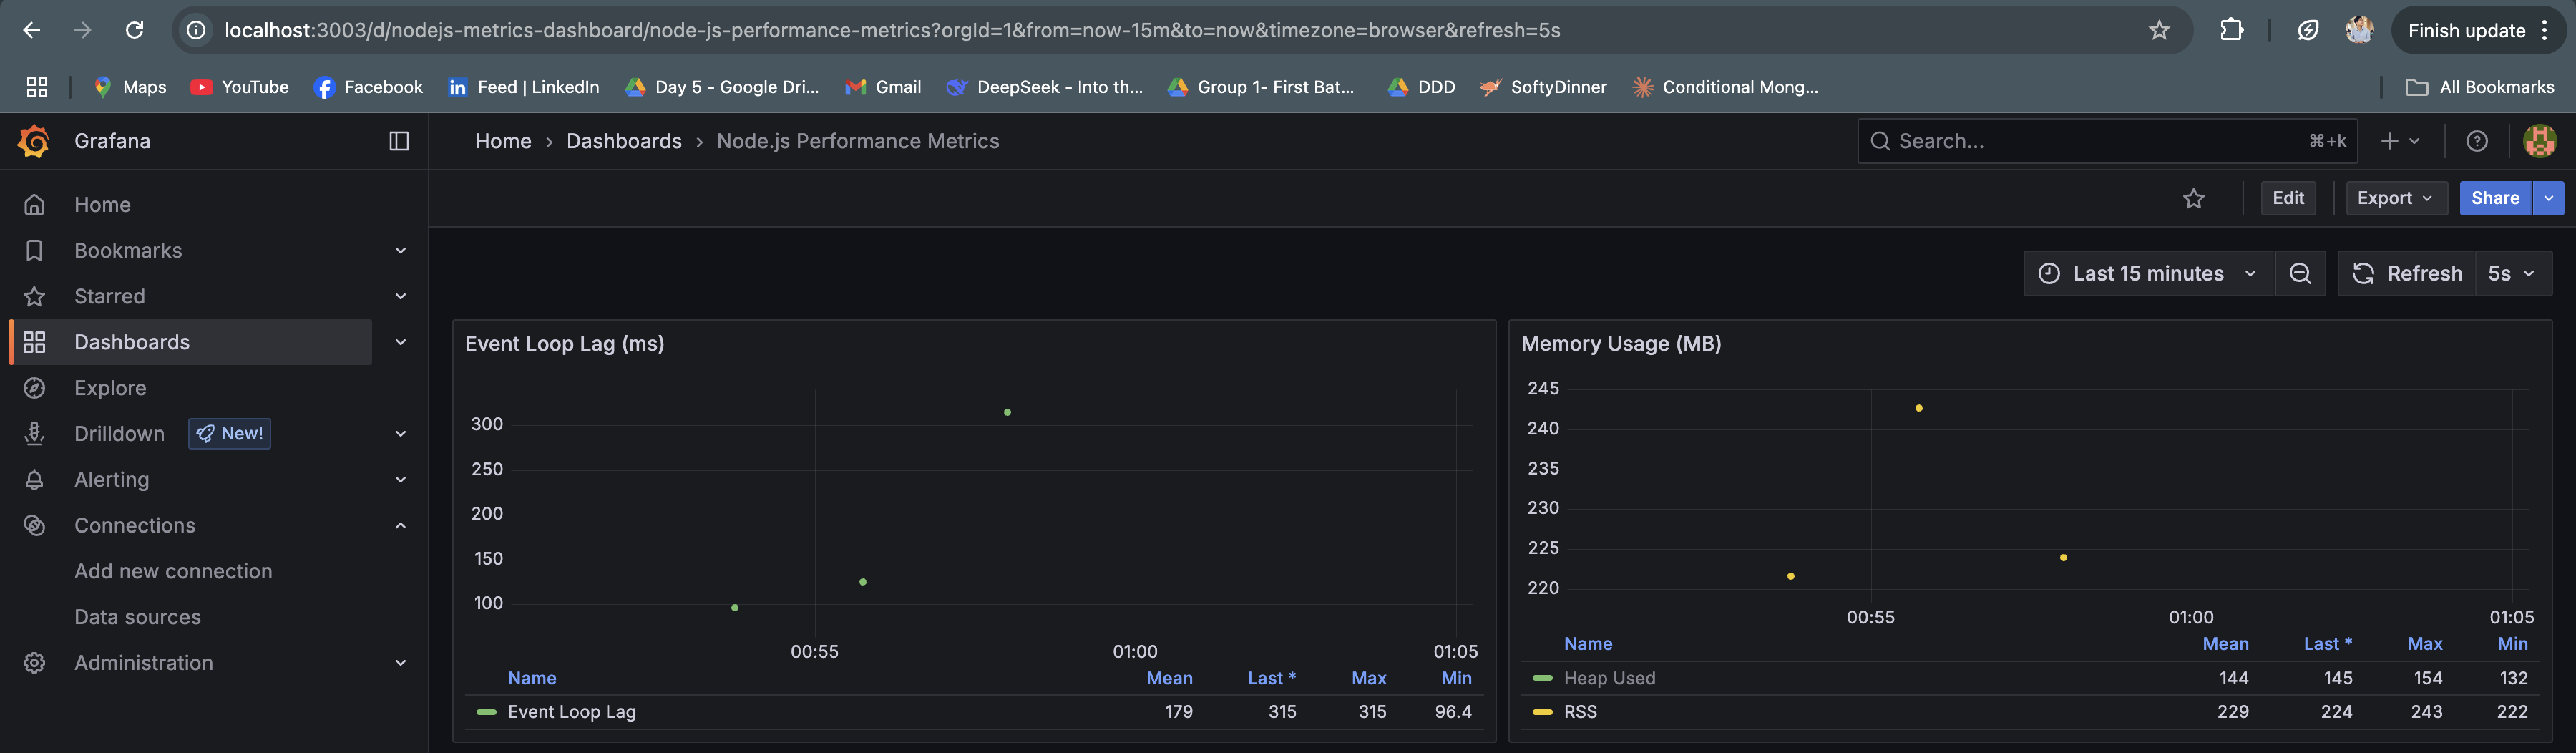 localhost:3003/d/nodejs-metrics-dashboard/node-js-performance-metrics?orgId=1&from=now-15m&to=now&timezone=browser&refresh=5s
Finish update
Maps YouTube Facebook Feed | LinkedIn Day 5 - Google Dri... Gmail DeepSeek - Into th... Group 1- First Bat... DDD SoftyDinner Conditional Mong... All Bookmarks
Grafana
Home › Dashboards › Node.js Performance Metrics
Search... ⌘+k
Edit Export Share
Home
Bookmarks
Starred
Dashboards
Explore
Drilldown New!
Alerting
Connections
Add new connection
Data sources
Administration
Last 15 minutes Refresh 5s
Event Loop Lag (ms)
300
250
200
150
100
00:55 01:00 01:05
Name Mean Last * Max Min
Event Loop Lag 179 315 315 96.4
Memory Usage (MB)
245
240
235
230
225
220
00:55 01:00 01:05
Name Mean Last * Max Min
Heap Used 144 145 154 132
RSS 229 224 243 222